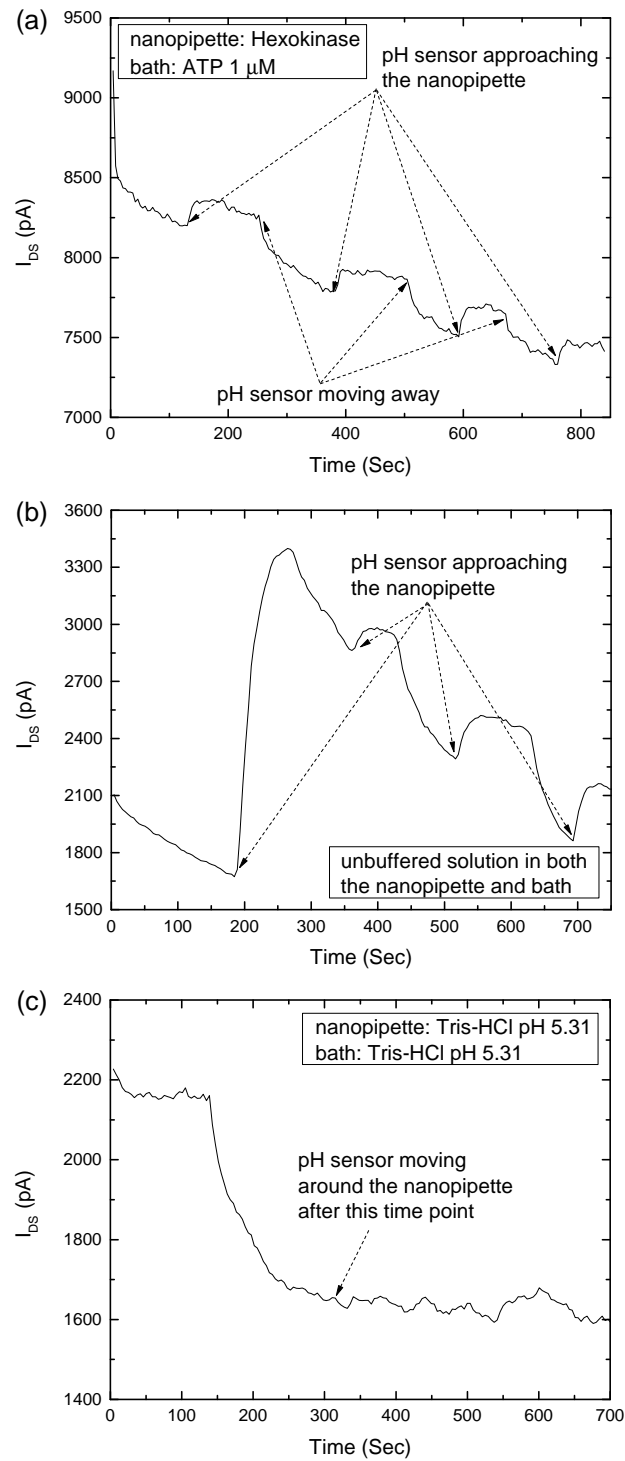 (a)
9500
9000
8500
8000
7500
7000
I_DS (pA)
nanopipette: Hexokinase
bath: ATP 1 μM
pH sensor approaching
the nanopipette
pH sensor moving away
0 200 400 600 800
Time (Sec)
(b)
3600
3300
3000
2700
2400
2100
1800
1500
I_DS (pA)
pH sensor approaching
the nanopipette
unbuffered solution in both
the nanopipette and bath
0 100 200 300 400 500 600 700
Time (Sec)
(c)
2400
2200
2000
1800
1600
1400
I_DS (pA)
nanopipette: Tris-HCl pH 5.31
bath: Tris-HCl pH 5.31
pH sensor moving
around the nanopipette
after this time point
0 100 200 300 400 500 600 700
Time (Sec)